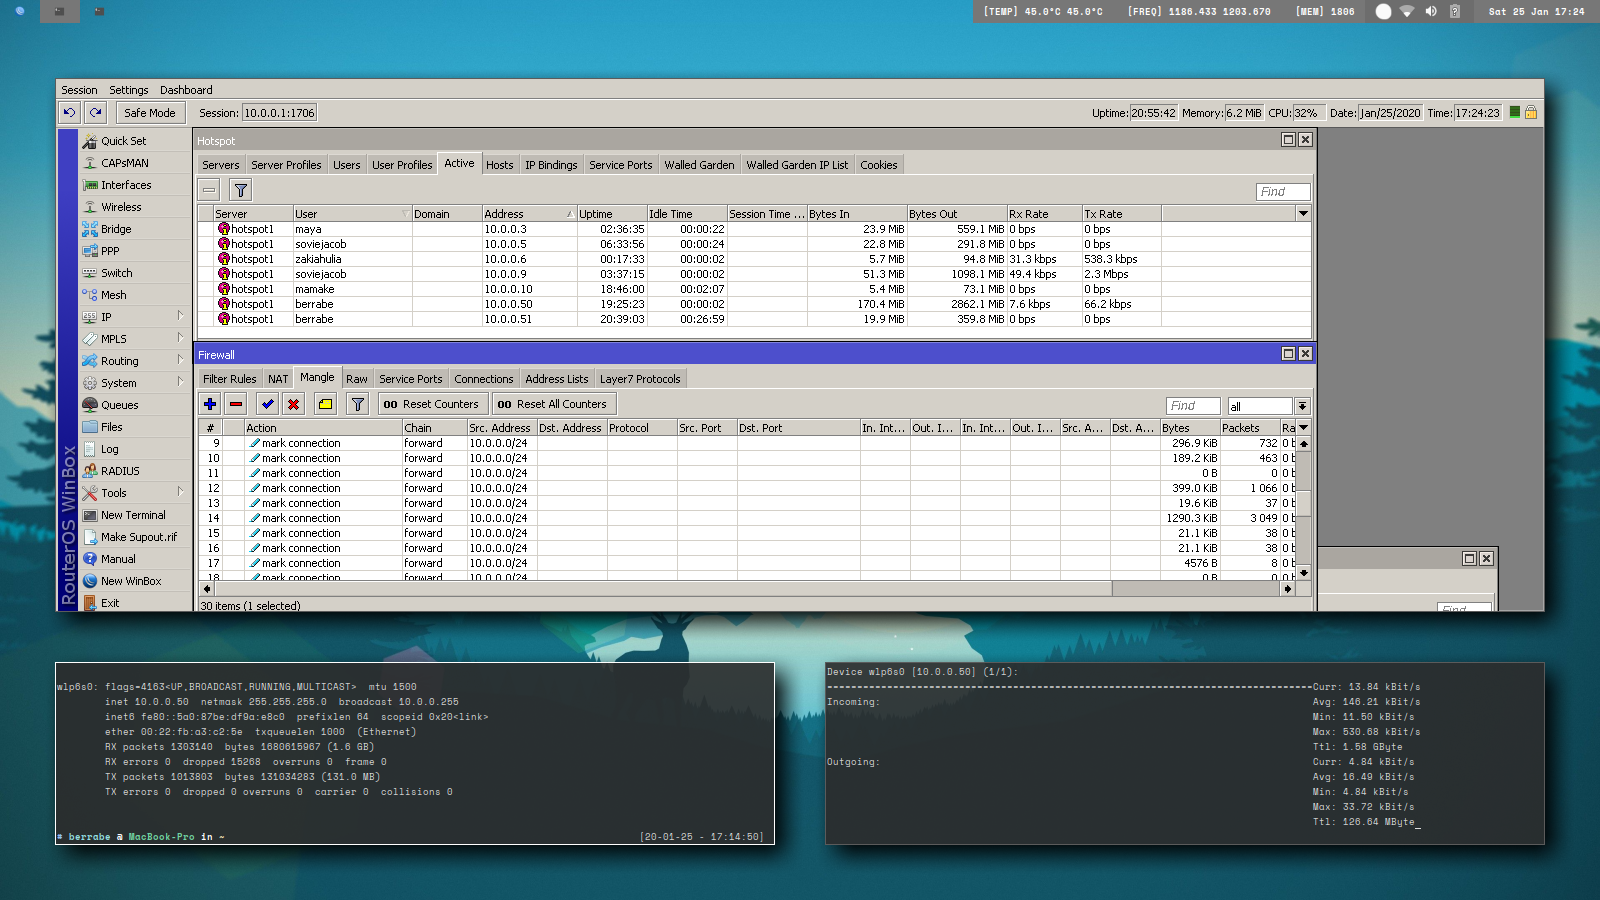 [TEMP] 45.0°C 45.0°C [FREQ] 1186.433 1203.670 [MEM] 1806 Sat 25 Jan 17:24
Session Settings Dashboard
Safe Mode Session: 10.0.0.1:1706 Uptime: 20:55:42 Memory: 6.2 MiB CPU: 32% Date: Jan/25/2020 Time: 17:24:23
RouterOS WinBox
Quick Set
CAPsMAN
Interfaces
Wireless
Bridge
PPP
Switch
Mesh
IP
MPLS
Routing
System
Queues
Files
Log
RADIUS
Tools
New Terminal
Make Supout.rif
Manual
New WinBox
Exit
Hotspot
Servers Server Profiles Users User Profiles Active Hosts IP Bindings Service Ports Walled Garden Walled Garden IP List Cookies
Find
Server User Domain Address Uptime Idle Time Session Time ... Bytes In Bytes Out Rx Rate Tx Rate
hotspot1 maya 10.0.0.3 02:36:35 00:00:22 23.9 MiB 559.1 MiB 0 bps 0 bps
hotspot1 soviejacob 10.0.0.5 06:33:56 00:00:24 22.8 MiB 291.8 MiB 0 bps 0 bps
hotspot1 zakiahulia 10.0.0.6 00:17:33 00:00:02 5.7 MiB 94.8 MiB 31.3 kbps 538.3 kbps
hotspot1 soviejacob 10.0.0.9 03:37:15 00:00:02 51.3 MiB 1098.1 MiB 49.4 kbps 2.3 Mbps
hotspot1 mamake 10.0.0.10 18:46:00 00:02:07 5.4 MiB 73.1 MiB 0 bps 0 bps
hotspot1 berrabe 10.0.0.50 19:25:23 00:00:02 170.4 MiB 2862.1 MiB 7.6 kbps 66.2 kbps
hotspot1 berrabe 10.0.0.51 20:39:03 00:26:59 19.9 MiB 359.8 MiB 0 bps 0 bps
Firewall
Filter Rules NAT Mangle Raw Service Ports Connections Address Lists Layer7 Protocols
00 Reset Counters 00 Reset All Counters Find all
# Action Chain Src. Address Dst. Address Protocol Src. Port Dst. Port In. Int... Out. I... In. Int... Out. I... Src. A... Dst. A... Bytes Packets Ra
9 mark connection forward 10.0.0.0/24 296.9 KiB 732 0 b
10 mark connection forward 10.0.0.0/24 189.2 KiB 463 0 b
11 mark connection forward 10.0.0.0/24 0 B 0 0 b
12 mark connection forward 10.0.0.0/24 399.0 KiB 1 066 0 b
13 mark connection forward 10.0.0.0/24 19.6 KiB 37 0 b
14 mark connection forward 10.0.0.0/24 1290.3 KiB 3 049 0 b
15 mark connection forward 10.0.0.0/24 21.1 KiB 38 0 b
16 mark connection forward 10.0.0.0/24 21.1 KiB 38 0 b
17 mark connection forward 10.0.0.0/24 4576 B 8 0 b
18 mark connection forward 10.0.0.0/24 0 B 0 0 b
30 items (1 selected)
Find
wlp6s0: flags=4163<UP,BROADCAST,RUNNING,MULTICAST> mtu 1500
inet 10.0.0.50 netmask 255.255.255.0 broadcast 10.0.0.255
inet6 fe80::5a0:87be:df9a:e8c0 prefixlen 64 scopeid 0x20<link>
ether 00:22:fb:a3:c2:5e txqueuelen 1000 (Ethernet)
RX packets 1303140 bytes 1680615967 (1.6 GB)
RX errors 0 dropped 15268 overruns 0 frame 0
TX packets 1013803 bytes 131034283 (131.0 MB)
TX errors 0 dropped 0 overruns 0 carrier 0 collisions 0
# berrabe @ MacBook-Pro in ~ [20-01-25 - 17:14:50]
Device wlp6s0 [10.0.0.50] (1/1):
Curr: 13.84 kBit/s
Incoming: Avg: 146.21 kBit/s
Min: 11.50 kBit/s
Max: 530.68 kBit/s
Ttl: 1.58 GByte
Outgoing: Curr: 4.84 kBit/s
Avg: 16.49 kBit/s
Min: 4.84 kBit/s
Max: 33.72 kBit/s
Ttl: 126.64 MByte_